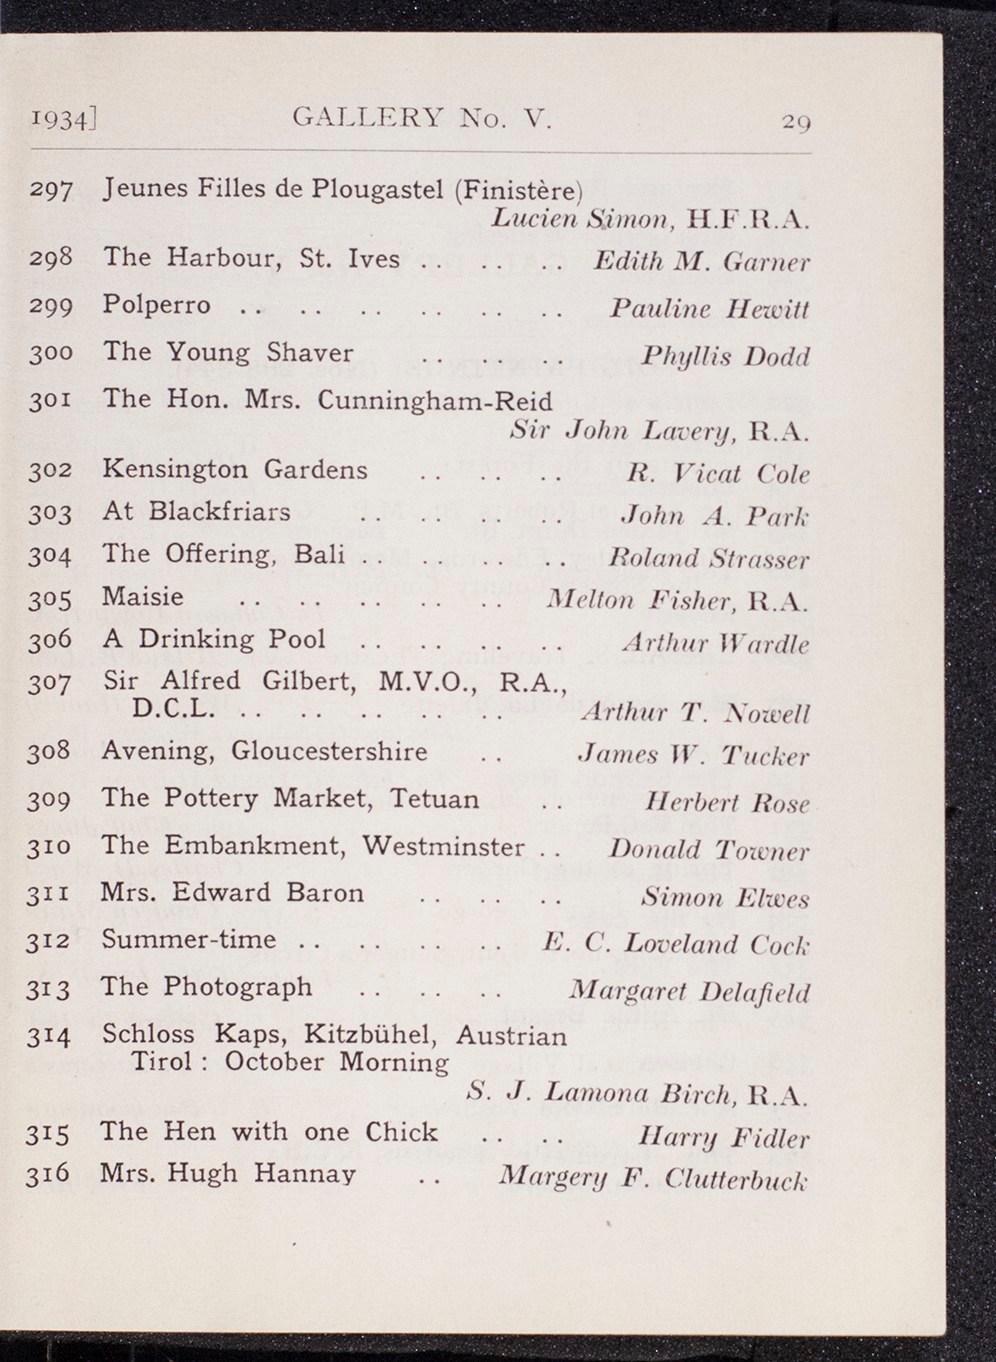 1934] GALLERY No. V. 29
297 Jeunes Filles de Plougastel (Finistère)
Lucien Simon, H.F.R.A.
298 The Harbour, St. Ives .. .. .. Edith M. Garner
299 Polperro .. .. .. .. .. .. Pauline Hewitt
300 The Young Shaver .. .. .. Phyllis Dodd
301 The Hon. Mrs. Cunningham-Reid
Sir John Lavery, R.A.
302 Kensington Gardens .. .. .. R. Vicat Cole
303 At Blackfriars .. .. .. .. John A. Park
304 The Offering, Bali .. .. .. .. Roland Strasser
305 Maisie .. .. .. .. .. Melton Fisher, R.A.
306 A Drinking Pool .. .. .. .. Arthur Wardle
307 Sir Alfred Gilbert, M.V.O., R.A.,
D.C.L. .. .. .. .. .. Arthur T. Nowell
308 Avening, Gloucestershire .. James W. Tucker
309 The Pottery Market, Tetuan .. Herbert Rose
310 The Embankment, Westminster .. Donald Towner
311 Mrs. Edward Baron .. .. .. Simon Elwes
312 Summer-time .. .. .. .. E. C. Loveland Cock
313 The Photograph .. .. .. Margaret Delafield
314 Schloss Kaps, Kitzbühel, Austrian
Tirol : October Morning
S. J. Lamona Birch, R.A.
315 The Hen with one Chick .. .. Harry Fidler
316 Mrs. Hugh Hannay .. Margery F. Clutterbuck